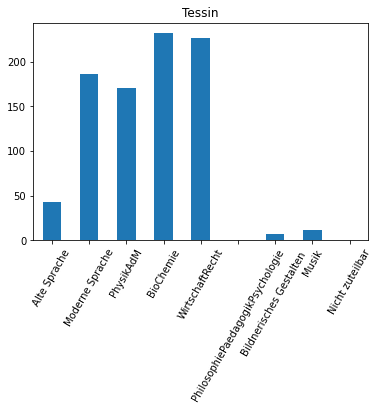 Tessin
200
150
100
50
0
Alte Sprache
Moderne Sprache
PhysikAdM
BioChemie
WirtschaftRecht
PhilosophiePaedagogikPsychologie
Bildnerisches Gestalten
Musik
Nicht zuteilbar